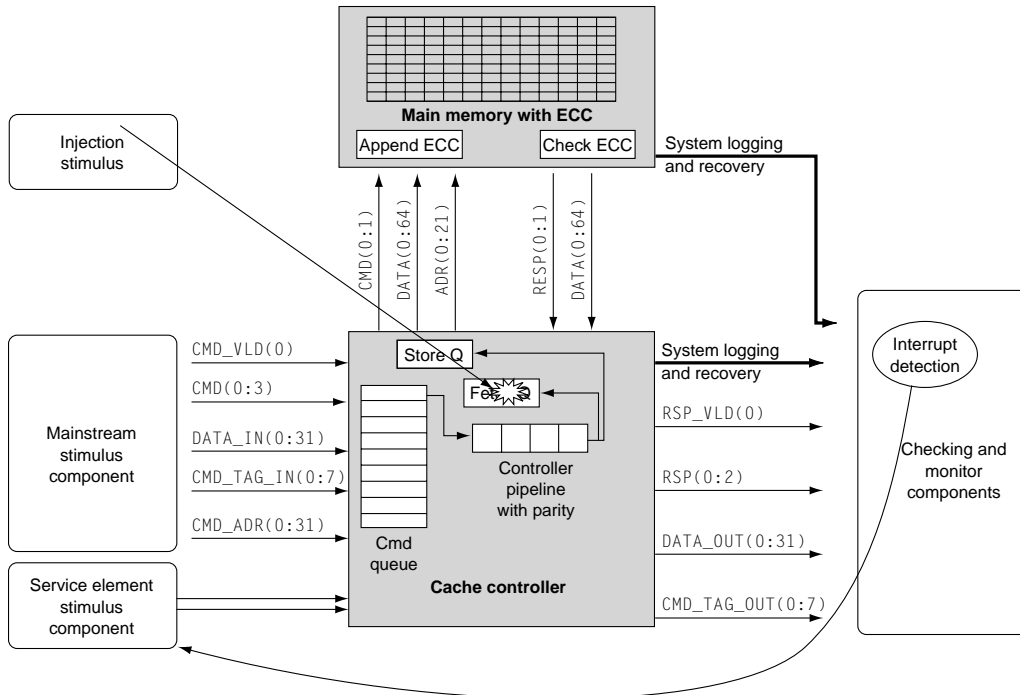 Main memory with ECC
Append ECC
Check ECC
Injection
stimulus
System logging
and recovery
CMD(0:1)
DATA(0:64)
ADR(0:21)
RESP(0:1)
DATA(0:64)
Mainstream
stimulus
component
CMD_VLD(0)
CMD(0:3)
DATA_IN(0:31)
CMD_TAG_IN(0:7)
CMD_ADR(0:31)
Store Q
Cmd
queue
Controller
pipeline
with parity
Cache controller
System logging
and recovery
RSP_VLD(0)
RSP(0:2)
DATA_OUT(0:31)
CMD_TAG_OUT(0:7)
Interrupt
detection
Checking and
monitor
components
Service element
stimulus
component